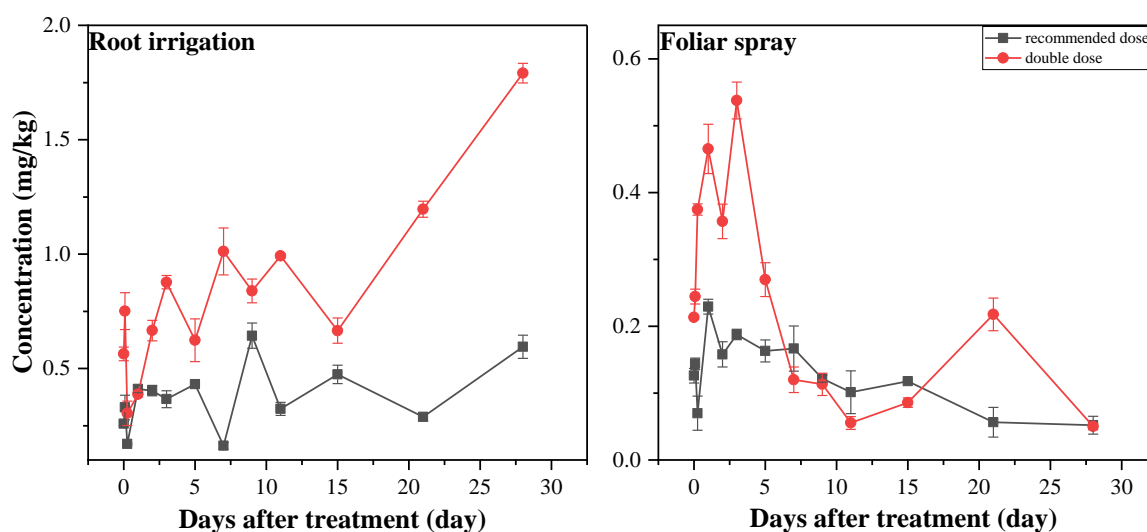 Root irrigation
Foliar spray
recommended dose
double dose
Concentration (mg/kg)
2.0
1.5
1.0
0.5
0.6
0.4
0.2
0.0
0 5 10 15 20 25 30
0 5 10 15 20 25 30
Days after treatment (day)
Days after treatment (day)